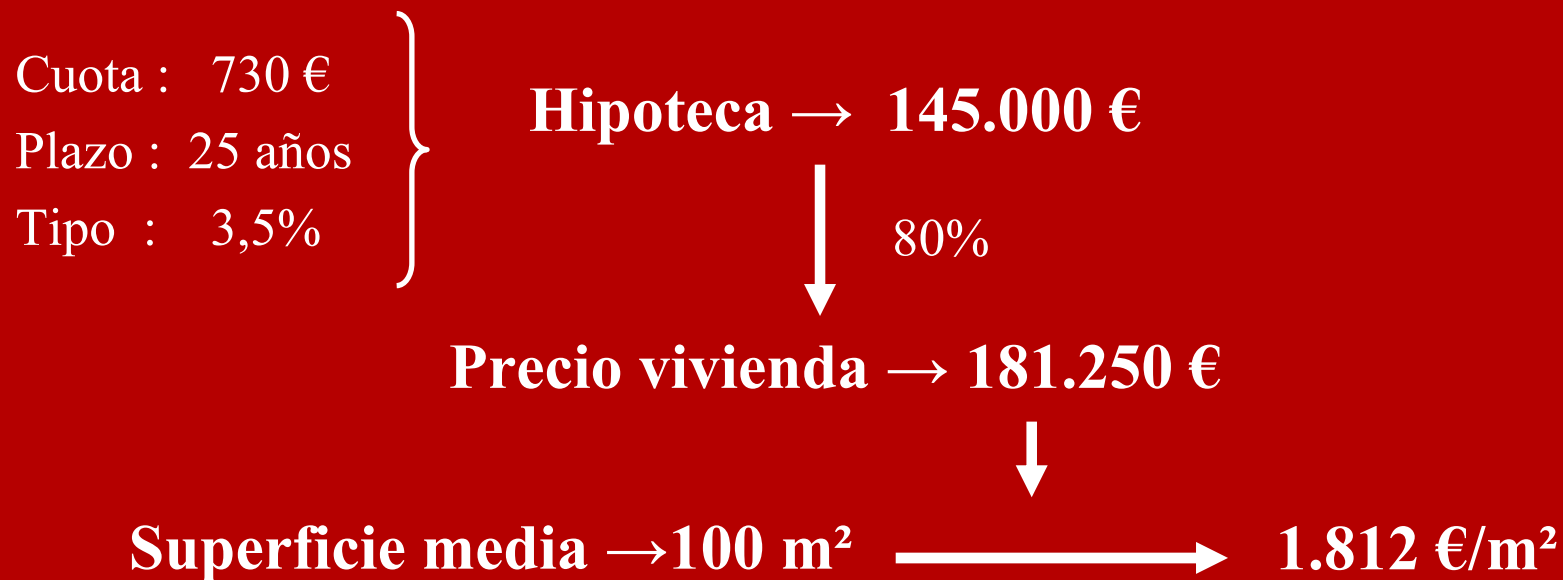 Cuota : 730 €
Plazo : 25 años
Tipo : 3,5%
Hipoteca → 145.000 €
80%
Precio vivienda → 181.250 €
Superficie media →100 m² 1.812 €/m²